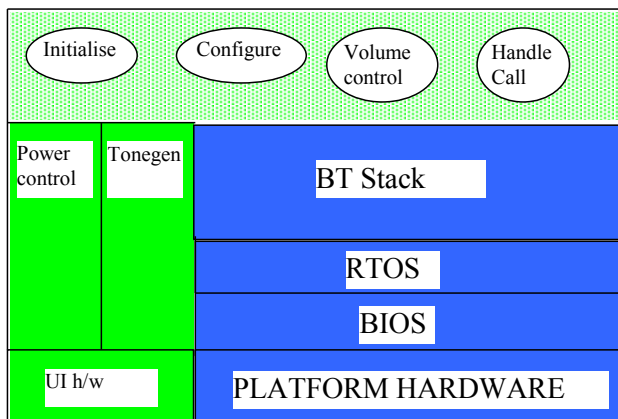 Initialise
Configure
Volume
control
Handle
Call
Power
control
Tonegen
BT Stack
RTOS
BIOS
UI h/w
PLATFORM HARDWARE